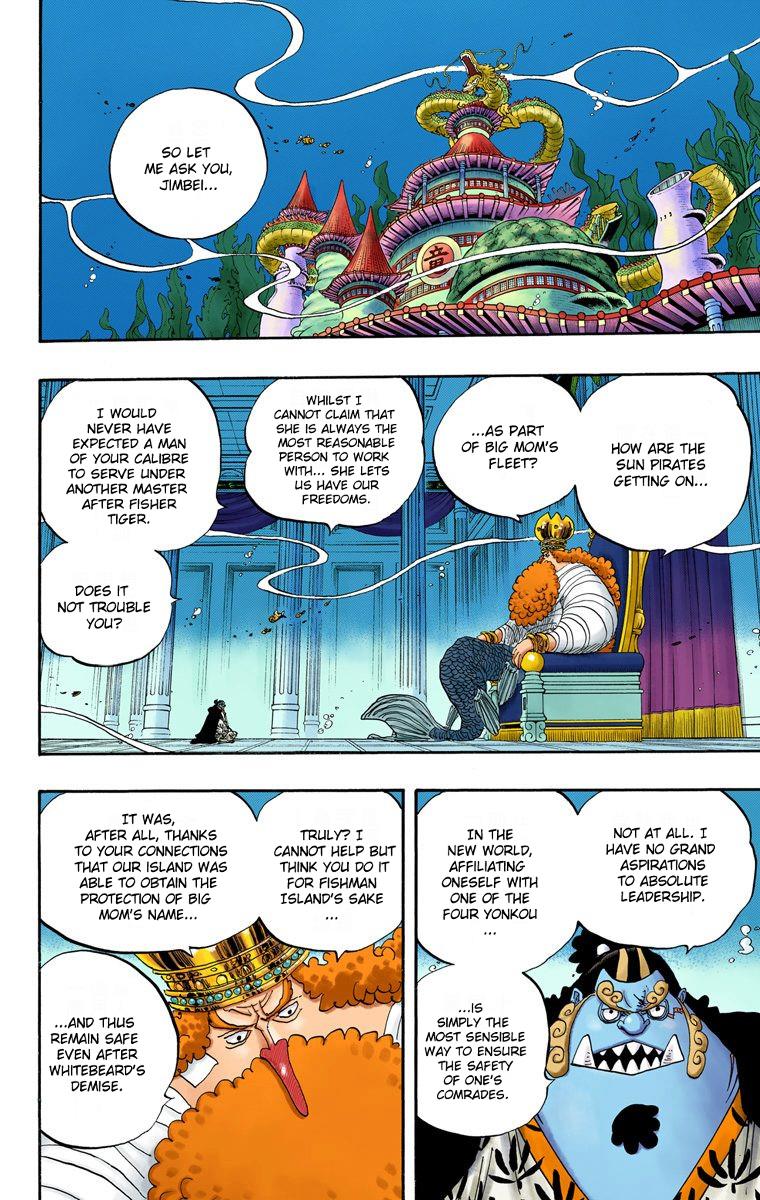 SO LET
ME ASK YOU,
JIMBEI...
竜
HOW ARE THE
SUN PIRATES
GETTING ON...
...AS PART
OF BIG MOM'S
FLEET?
WHILST I
CANNOT CLAIM THAT
SHE IS ALWAYS THE
MOST REASONABLE
PERSON TO WORK
WITH... SHE LETS
US HAVE OUR
FREEDOMS.
I WOULD
NEVER HAVE
EXPECTED A MAN
OF YOUR CALIBRE
TO SERVE UNDER
ANOTHER MASTER
AFTER FISHER
TIGER.
DOES IT
NOT TROUBLE
YOU?
NOT AT ALL. I
HAVE NO GRAND
ASPIRATIONS
TO ABSOLUTE
LEADERSHIP.
IN THE
NEW WORLD,
AFFILIATING
ONESELF WITH
ONE OF THE
FOUR YONKOU
...
...IS
SIMPLY THE
MOST SENSIBLE
WAY TO ENSURE
THE SAFETY
OF ONE'S
COMRADES.
TRULY? I
CANNOT HELP BUT
THINK YOU DO IT
FOR FISHMAN
ISLAND'S SAKE
...
IT WAS,
AFTER ALL, THANKS
TO YOUR CONNECTIONS
THAT OUR ISLAND WAS
ABLE TO OBTAIN THE
PROTECTION OF BIG
MOM'S NAME...
...AND THUS
REMAIN SAFE
EVEN AFTER
WHITEBEARD'S
DEMISE.